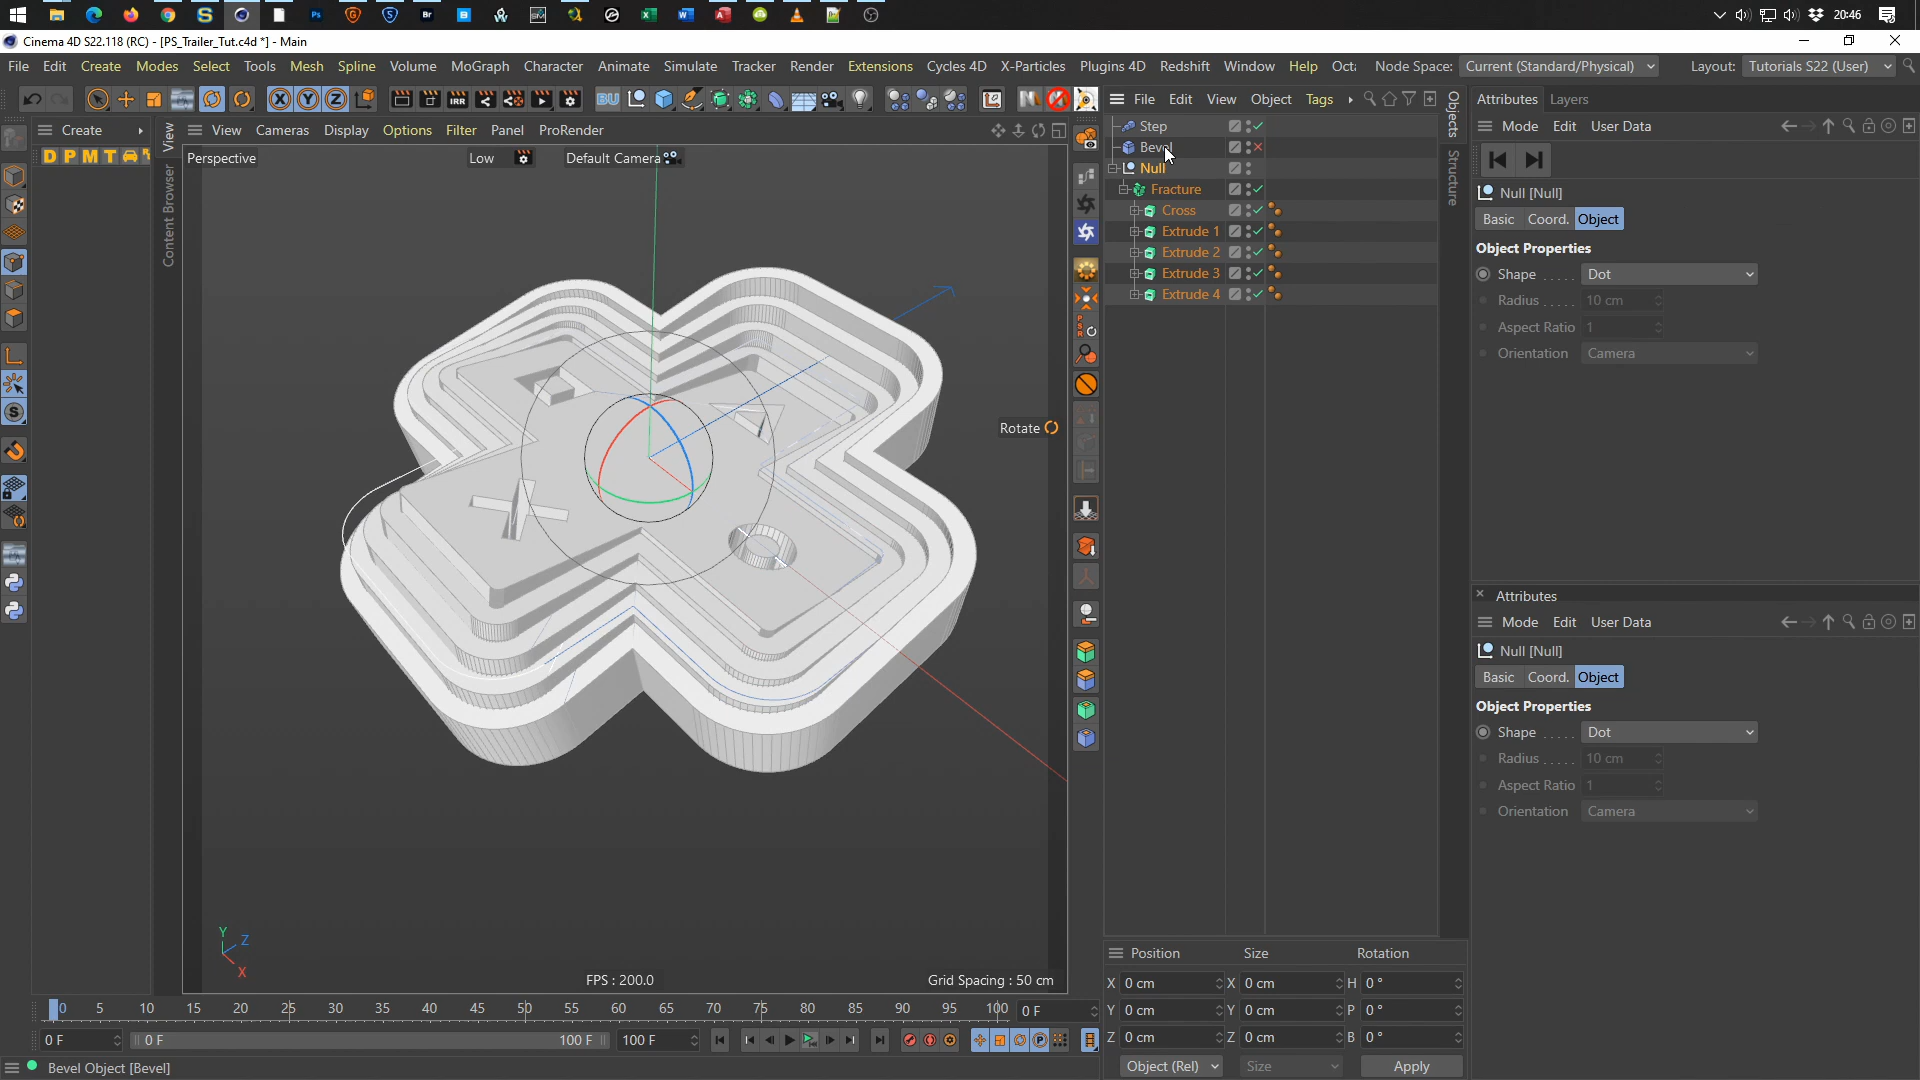 20:46
Cinema 4D S22.118 (RC) - [PS_Trailer_Tut.c4d *] - Main
File Edit Create Modes Select Tools Mesh Spline Volume MoGraph Character Animate Simulate Tracker Render Extensions Cycles 4D X-Particles Plugins 4D Redshift Window Help Octa Node Space: Current (Standard/Physical) Layout: Tutorials S22 (User)
File Edit View Object Tags
Attributes Layers
Create
View Cameras Display Options Filter Panel ProRender
Mode Edit User Data
D P M T
Perspective
Low
Default Camera
View
Content Browser
Objects
Structure
Step
Bevel
Null
Fracture
Cross
Extrude 1
Extrude 2
Extrude 3
Extrude 4
Null [Null]
Basic Coord. Object
Object Properties
Shape Dot
Radius 10 cm
Aspect Ratio 1
Orientation Camera
Rotate
Attributes
Mode Edit User Data
Null [Null]
Basic Coord. Object
Object Properties
Shape Dot
Radius 10 cm
Aspect Ratio 1
Orientation Camera
Y
Z
X
FPS : 200.0
Grid Spacing : 50 cm
0 5 10 15 20 25 30 35 40 45 50 55 60 65 70 75 80 85 90 95 100 0 F
0 F 0 F 100 F 100 F
Position Size Rotation
X 0 cm X 0 cm H 0 °
Y 0 cm Y 0 cm P 0 °
Z 0 cm Z 0 cm B 0 °
Object (Rel) Size Apply
Bevel Object [Bevel]